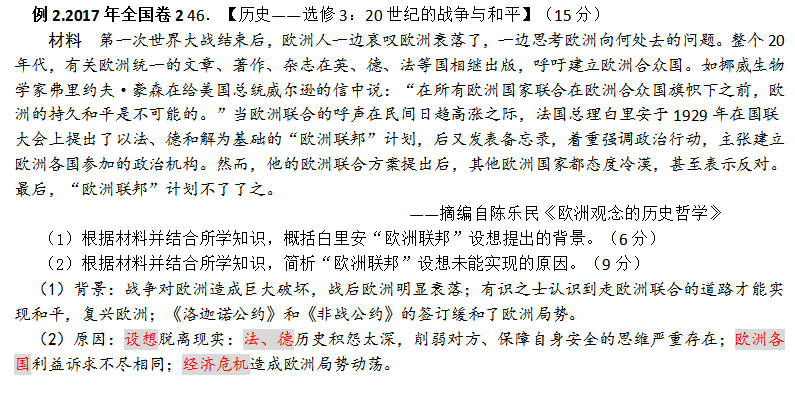 例 2.2017 年全国卷 2 46．【历史——选修 3：20 世纪的战争与和平】（15 分）
材料　第一次世界大战结束后，欧洲人一边哀叹欧洲衰落了，一边思考欧洲向何处去的问题。整个 20
年代，有关欧洲统一的文章、著作、杂志在英、德、法等国相继出版，呼吁建立欧洲合众国。如挪威生物
学家弗里约夫·豪森在给美国总统威尔逊的信中说：“在所有欧洲国家联合在欧洲合众国旗帜下之前，欧
洲的持久和平是不可能的。”当欧洲联合的呼声在民间日趋高涨之际，法国总理白里安于 1929 年在国联
大会上提出了以法、德和解为基础的“欧洲联邦”计划，后又发表备忘录，着重强调政治行动，主张建立
欧洲各国参加的政治机构。然而，他的欧洲联合方案提出后，其他欧洲国家都态度冷漠，甚至表示反对。
最后，“欧洲联邦”计划不了了之。
——摘编自陈乐民《欧洲观念的历史哲学》
（1）根据材料并结合所学知识，概括白里安“欧洲联邦”设想提出的背景。（6 分）
（2）根据材料并结合所学知识，简析“欧洲联邦”设想未能实现的原因。（9 分）
（1）背景：战争对欧洲造成巨大破坏，战后欧洲明显衰落；有识之士认识到走欧洲联合的道路才能实
现和平，复兴欧洲；《洛迦诺公约》和《非战公约》的签订缓和了欧洲局势。
（2）原因：设想脱离现实：法、德历史积怨太深，削弱对方、保障自身安全的思维严重存在；欧洲各
国利益诉求不尽相同；经济危机造成欧洲局势动荡。